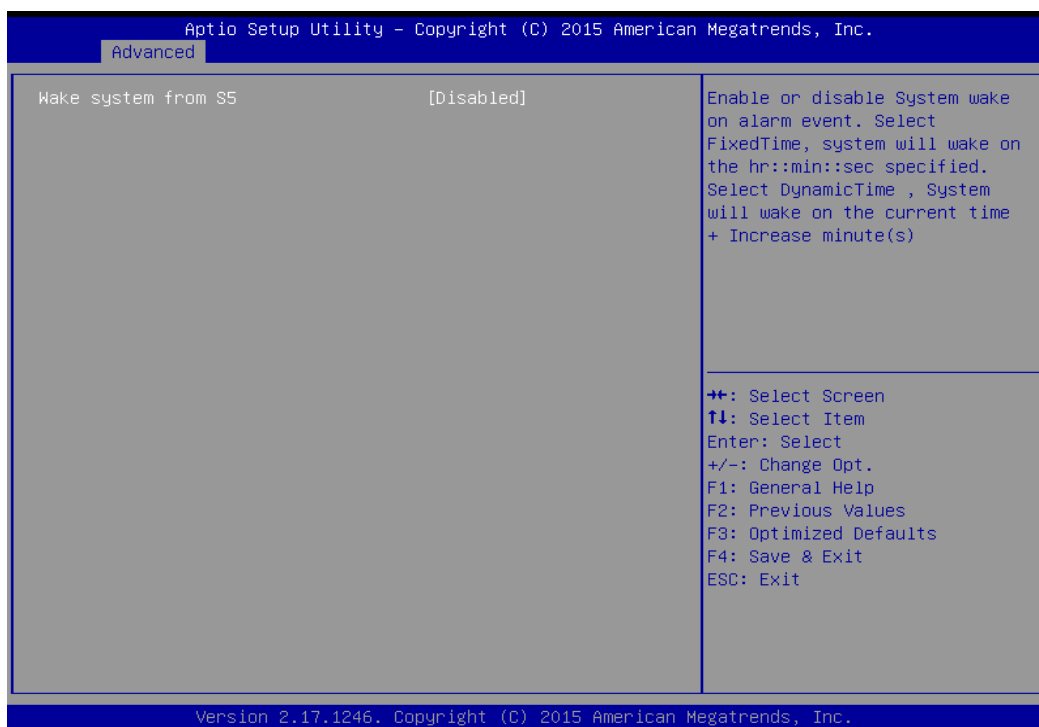 Aptio Setup Utility – Copyright (C) 2015 American Megatrends, Inc.
Advanced
Wake system from S5 [Disabled]
Enable or disable System wake
on alarm event. Select
FixedTime, system will wake on
the hr::min::sec specified.
Select DynamicTime , System
will wake on the current time
+ Increase minute(s)
→←: Select Screen
↑↓: Select Item
Enter: Select
+/-: Change Opt.
F1: General Help
F2: Previous Values
F3: Optimized Defaults
F4: Save & Exit
ESC: Exit
Version 2.17.1246. Copyright (C) 2015 American Megatrends, Inc.